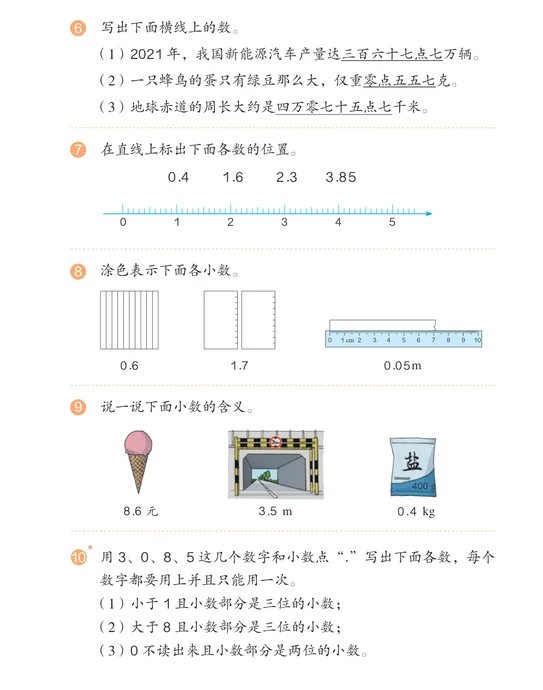 6 写出下面横线上的数。
（1）2021 年，我国新能源汽车产量达三百六十七点七万辆。
（2）一只蜂鸟的蛋只有绿豆那么大，仅重零点五五七克。
（3）地球赤道的周长大约是四万零七十五点七千米。
7 在直线上标出下面各数的位置。
0.4 1.6 2.3 3.85
0 1 2 3 4 5
8 涂色表示下面各小数。
0 1 cm 2 3 4 5 6 7 8 9 10
0.6 1.7 0.05m
9 说一说下面小数的含义。
3.5m
盐
400 g
8.6 元 3.5 m 0.4 kg
10* 用 3、0、8、5 这几个数字和小数点“.”写出下面各数，每个
数字都要用上并且只能用一次。
（1）小于 1 且小数部分是三位的小数；
（2）大于 8 且小数部分是三位的小数；
（3）0 不读出来且小数部分是两位的小数。